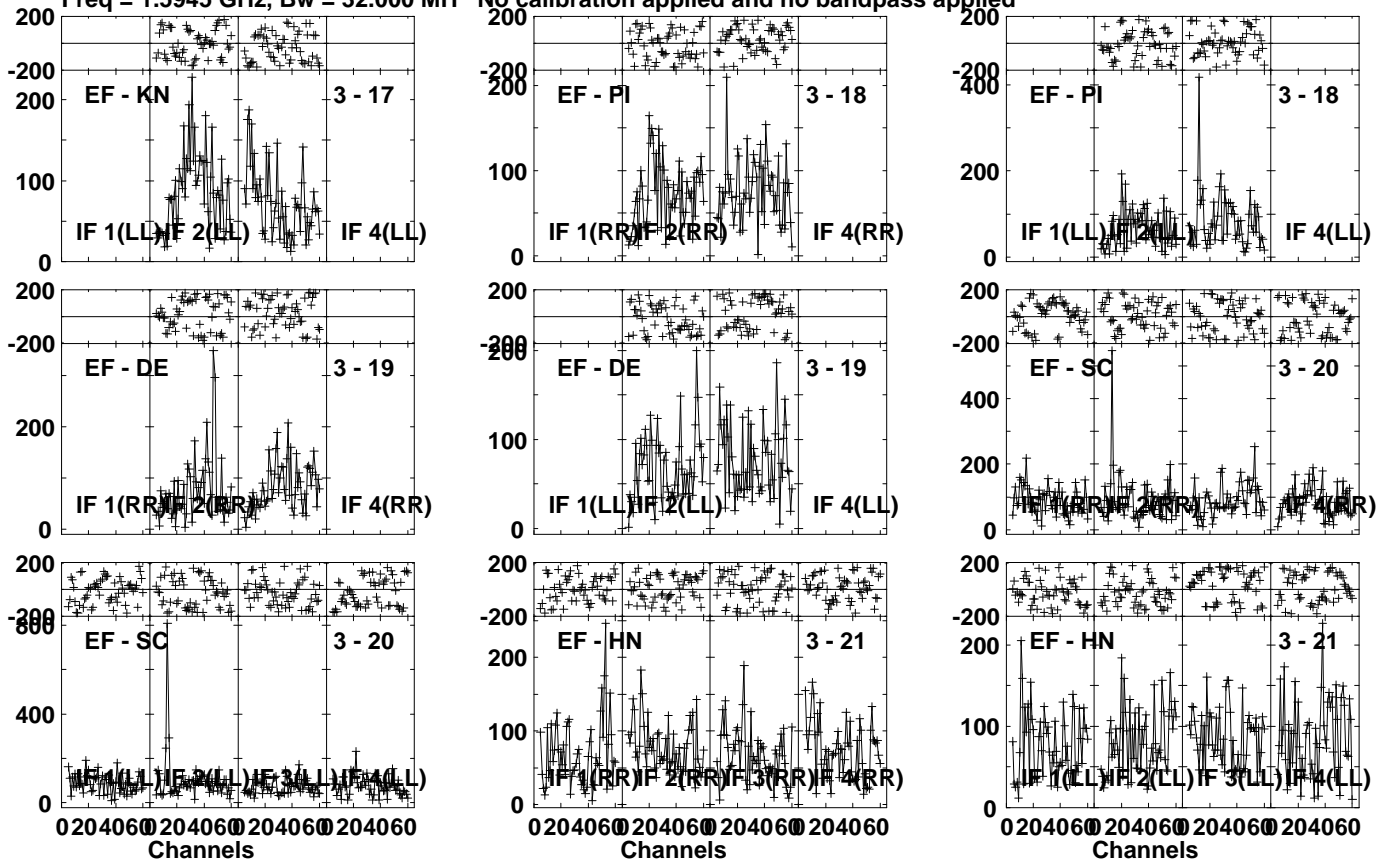 Freq = 1.5945 GHz, Bw = 32.000 MH No calibration applied and no bandpass applied
200
-200
200
100
0
EF - KN
3 - 17
IF 1(LL)
IF 2(LL)
IF 4(LL)
200
-200
200
100
0
EF - PI
3 - 18
IF 1(RR)
IF 2(RR)
IF 4(RR)
200
-200
400
200
0
EF - PI
3 - 18
IF 1(LL)
IF 2(LL)
IF 4(LL)
200
-200
200
0
EF - DE
3 - 19
IF 1(RR)
IF 2(RR)
IF 4(RR)
200
-200
200
100
0
EF - DE
3 - 19
IF 1(LL)
IF 2(LL)
IF 4(LL)
200
-200
400
200
0
EF - SC
3 - 20
IF 1(RR)
IF 2(RR)
IF 4(RR)
200
-200
800
400
0
EF - SC
3 - 20
IF 1(LL)
IF 2(LL)
IF 3(LL)
IF 4(LL)
0 20 40 60 0 20 40 60 0 20 40 60 0 20 40 60
Channels
200
-200
200
100
0
EF - HN
3 - 21
IF 1(RR)
IF 2(RR)
IF 3(RR)
IF 4(RR)
0 20 40 60 0 20 40 60 0 20 40 60 0 20 40 60
Channels
200
-200
200
100
0
EF - HN
3 - 21
IF 1(LL)
IF 2(LL)
IF 3(LL)
IF 4(LL)
0 20 40 60 0 20 40 60 0 20 40 60 0 20 40 60
Channels